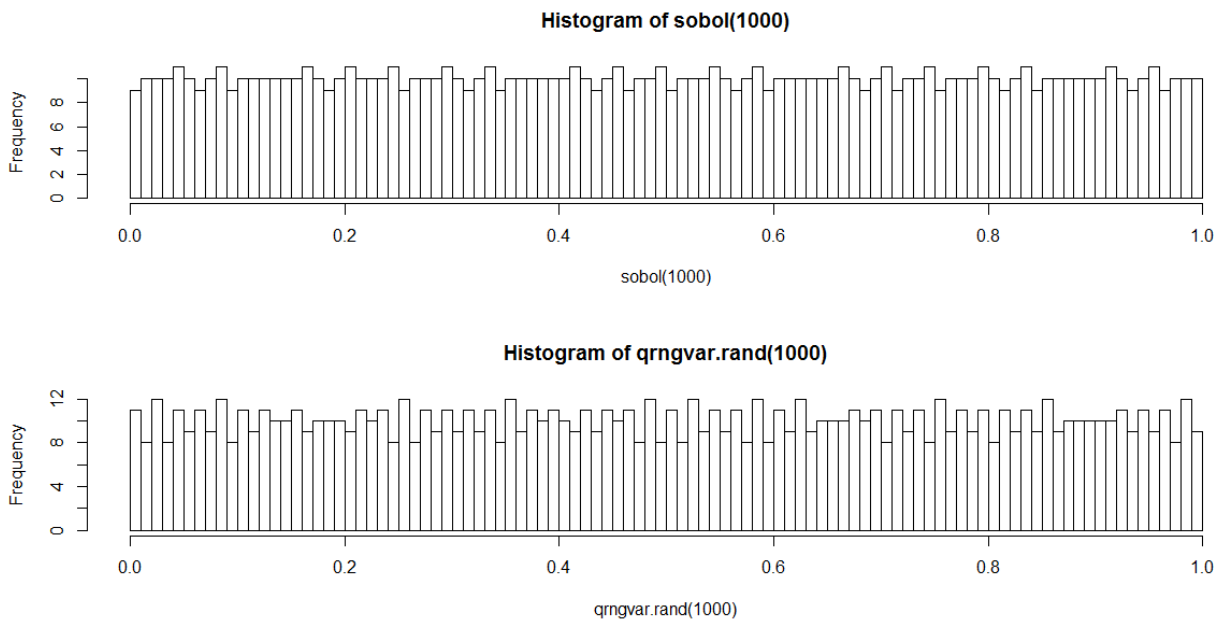 Histogram of sobol(1000)
Frequency
8
6
4
2
0
0.0 0.2 0.4 0.6 0.8 1.0
sobol(1000)
Histogram of qrngvar.rand(1000)
Frequency
12
8
4
0
0.0 0.2 0.4 0.6 0.8 1.0
qrngvar.rand(1000)